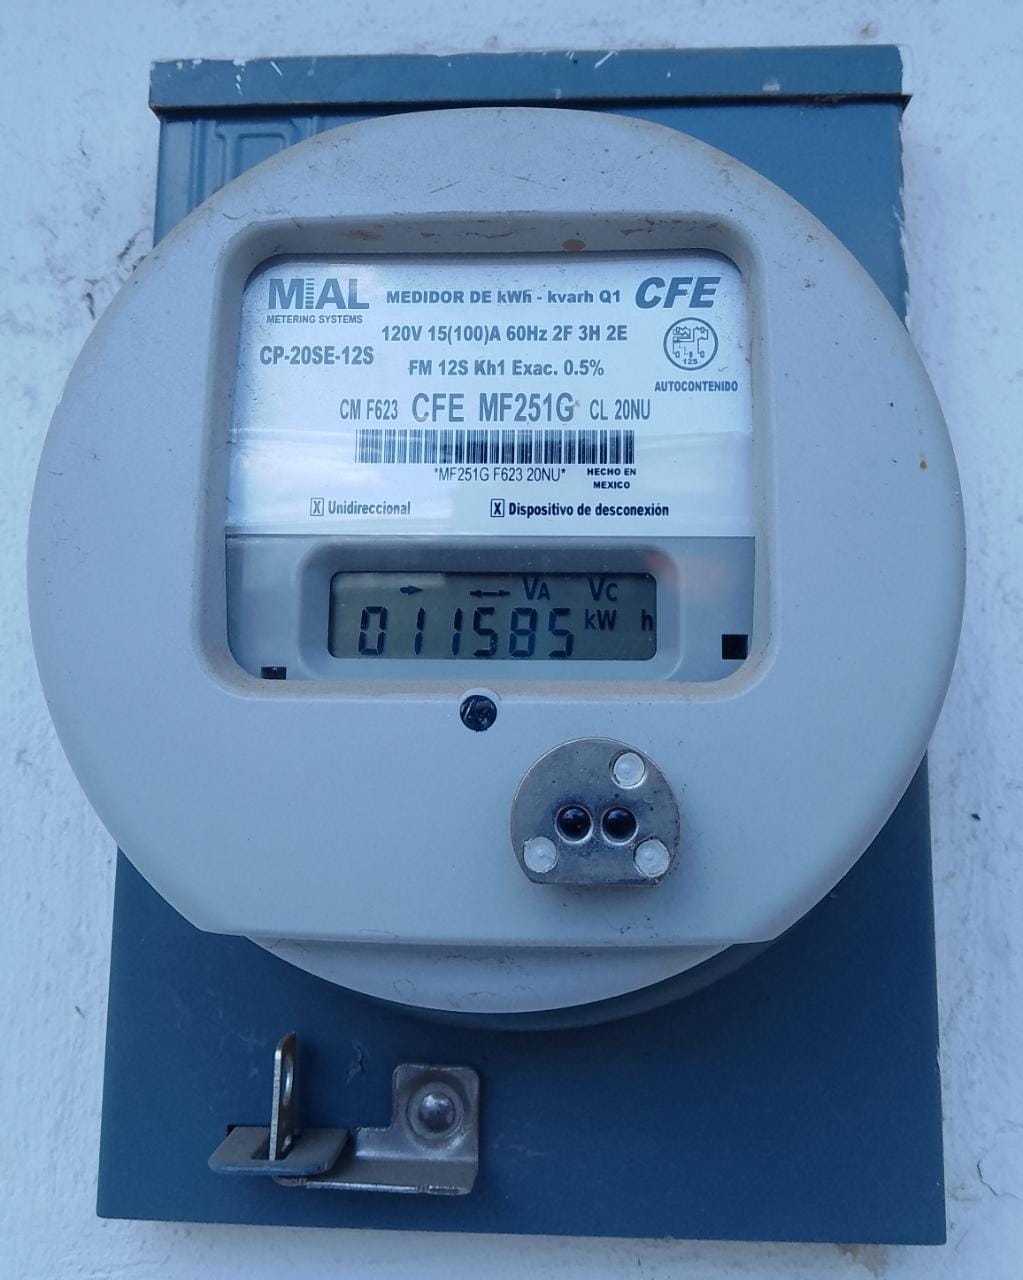 MIAL
METERING SYSTEMS
MEDIDOR DE kWh - kvarh Q1
CFE
120V 15(100)A 60Hz 2F 3H 2E
CP-20SE-12S
FM 12S Kh1 Exac. 0.5%
12S
AUTOCONTENIDO
CM F623 CFE MF251G CL 20NU
*MF251G F623 20NU*
HECHO EN
MEXICO
X Unidireccional
X Dispositivo de desconexión
VA VC
011585 kW h